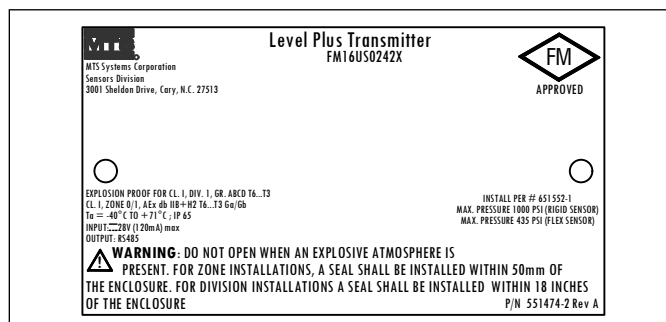 MTS
Level Plus Transmitter
FM16US0242X
FM
APPROVED
MTS Systems Corporation
Sensors Division
3001 Sheldon Drive, Cary, N.C. 27513
EXPLOSION PROOF FOR CL. I, DIV. 1, GR. ABCD T6...T3
CL. I, ZONE 0/1, AEx db IIB+H2 T6...T3 Ga/Gb
Ta = -40°C TO +71°C ; IP 65
INPUT:⎓28V (120mA) max
OUTPUT: RS485
INSTALL PER # 651552-1
MAX. PRESSURE 1000 PSI (RIGID SENSOR)
MAX. PRESSURE 435 PSI (FLEX SENSOR)
WARNING: DO NOT OPEN WHEN AN EXPLOSIVE ATMOSPHERE IS
PRESENT. FOR ZONE INSTALLATIONS, A SEAL SHALL BE INSTALLED WITHIN 50mm OF
THE ENCLOSURE. FOR DIVISION INSTALLATIONS A SEAL SHALL BE INSTALLED WITHIN 18 INCHES
OF THE ENCLOSURE
P/N 551474-2 Rev A